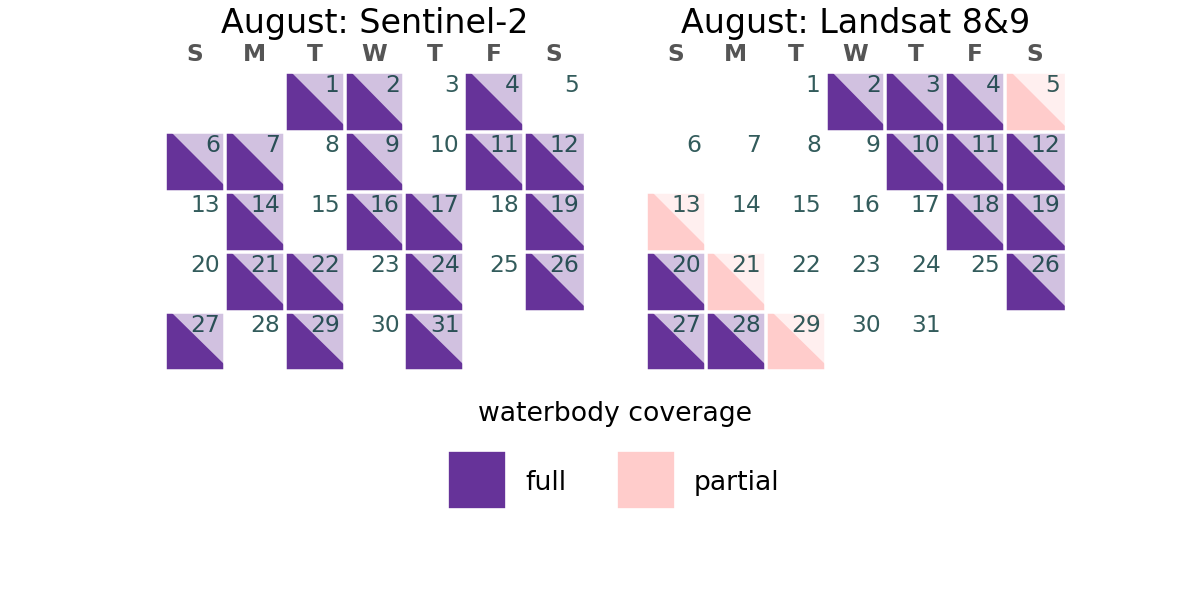 August: Sentinel-2
S M T W T F S
1 2 3 4 5
6 7 8 9 10 11 12
13 14 15 16 17 18 19
20 21 22 23 24 25 26
27 28 29 30 31
August: Landsat 8&9
S M T W T F S
1 2 3 4 5
6 7 8 9 10 11 12
13 14 15 16 17 18 19
20 21 22 23 24 25 26
27 28 29 30 31
waterbody coverage
full
partial